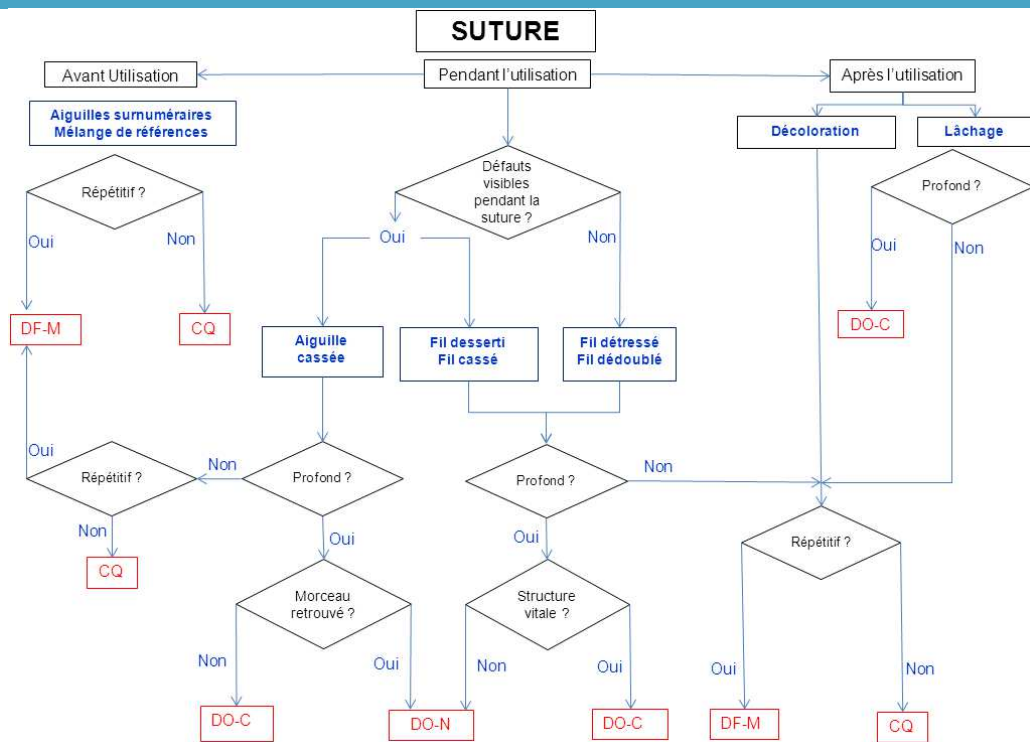 SUTURE
Avant Utilisation
Pendant l'utilisation
Après l'utilisation
Aiguilles surnuméraires
Mélange de références
Décoloration
Lâchage
Répétitif ?
Défauts
visibles
pendant la
suture ?
Profond ?
Oui
Non
Oui
Non
Oui
Non
DF-M
CQ
DO-C
Aiguille
cassée
Fil desserti
Fil cassé
Fil détressé
Fil dédoublé
Oui
Répétitif ?
Non
Profond ?
Profond ?
Non
Non
CQ
Oui
Oui
Répétitif ?
Morceau
retrouvé ?
Structure
vitale ?
Non
Oui
Non
Oui
Oui
Non
DO-C
DO-N
DO-C
DF-M
CQ